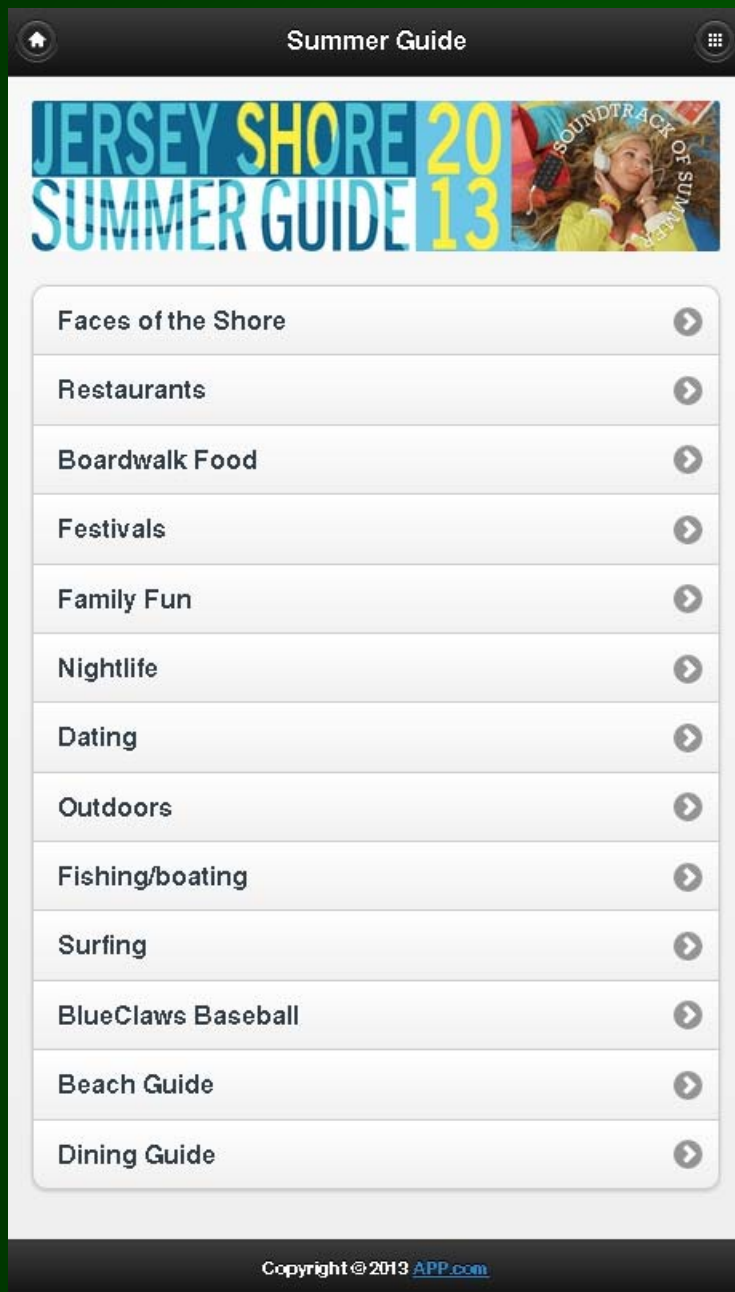 Summer Guide
JERSEY SHORE 20
SUMMER GUIDE 13
SOUNDTRACK OF SUMMER
Faces of the Shore
Restaurants
Boardwalk Food
Festivals
Family Fun
Nightlife
Dating
Outdoors
Fishing/boating
Surfing
BlueClaws Baseball
Beach Guide
Dining Guide
Copyright © 2013 APP.com